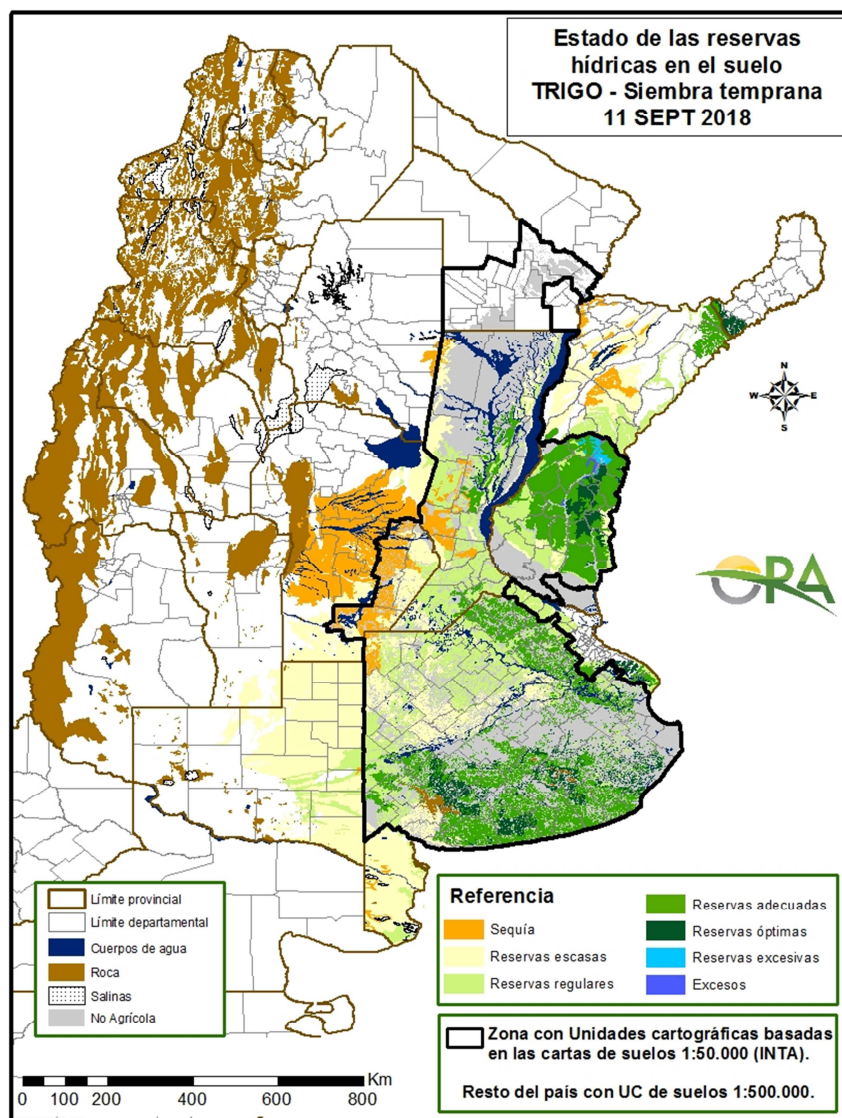 Estado de las reservas
hídricas en el suelo
TRIGO - Siembra temprana
11 SEPT 2018
N
W E
S
ORA
Límite provincial
Límite departamental
Cuerpos de agua
Roca
Salinas
No Agrícola
Referencia
Sequía
Reservas escasas
Reservas regulares
Reservas adecuadas
Reservas óptimas
Reservas excesivas
Excesos
Zona con Unidades cartográficas basadas
en las cartas de suelos 1:50.000 (INTA).
Resto del país con UC de suelos 1:500.000.
Km
0 100 200 400 600 800